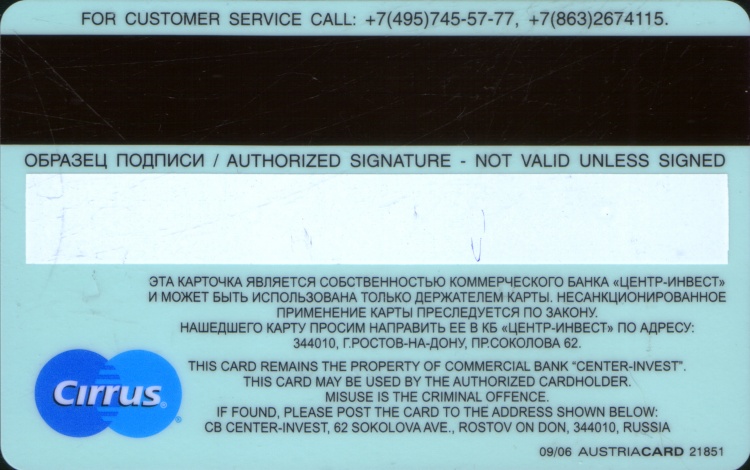 FOR CUSTOMER SERVICE CALL: +7(495)745-57-77, +7(863)2674115.
ОБРАЗЕЦ ПОДПИСИ / AUTHORIZED SIGNATURE - NOT VALID UNLESS SIGNED
ЭТА КАРТОЧКА ЯВЛЯЕТСЯ СОБСТВЕННОСТЬЮ КОММЕРЧЕСКОГО БАНКА «ЦЕНТР-ИНВЕСТ»
И МОЖЕТ БЫТЬ ИСПОЛЬЗОВАНА ТОЛЬКО ДЕРЖАТЕЛЕМ КАРТЫ. НЕСАНКЦИОНИРОВАННОЕ
ПРИМЕНЕНИЕ КАРТЫ ПРЕСЛЕДУЕТСЯ ПО ЗАКОНУ.
НАШЕДШЕГО КАРТУ ПРОСИМ НАПРАВИТЬ ЕЕ В КБ «ЦЕНТР-ИНВЕСТ» ПО АДРЕСУ:
344010, Г.РОСТОВ-НА-ДОНУ, ПР.СОКОЛОВА 62.
Cirrus®
THIS CARD REMAINS THE PROPERTY OF COMMERCIAL BANK "CENTER-INVEST".
THIS CARD MAY BE USED BY THE AUTHORIZED CARDHOLDER.
MISUSE IS THE CRIMINAL OFFENCE.
IF FOUND, PLEASE POST THE CARD TO THE ADDRESS SHOWN BELOW:
CB CENTER-INVEST, 62 SOKOLOVA AVE., ROSTOV ON DON, 344010, RUSSIA
09/06 AUSTRIACARD 21851